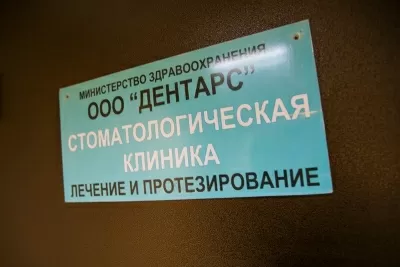 МИНИСТЕРСТВО ЗДРАВООХРАНЕНИЯ
ООО "ДЕНТАРС"
СТОМАТОЛОГИЧЕСКАЯ
КЛИНИКА
ЛЕЧЕНИЕ И ПРОТЕЗИРОВАНИЕ